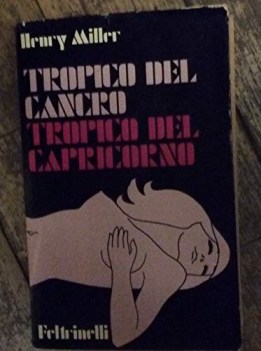 Henry Miller
TROPICO DEL
CANCRO
TROPICO DEL
CAPRICORNO
Feltrinelli